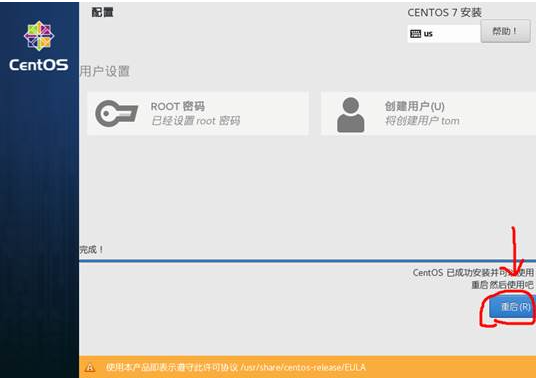 配置
CENTOS 7 安装
us
帮助！
CentOS
用户设置
ROOT 密码
已经设置 root 密码
创建用户(U)
将创建用户 tom
完成！
CentOS 已成功安装并可以使用
重启然后使用吧
重启(R)
使用本产品即表示遵守此许可协议 /usr/share/centos-release/EULA